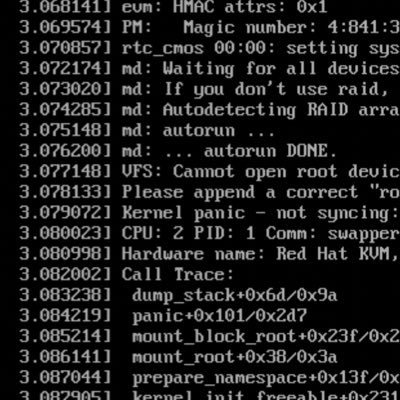 3.068141] evm: HMAC attrs: 0x1
3.069574] PM:   Magic number: 4:841:3
3.070857] rtc_cmos 00:00: setting sys
3.072174] md: Waiting for all devices
3.073020] md: If you don't use raid,
3.074285] md: Autodetecting RAID arra
3.075148] md: autorun ...
3.076200] md: ... autorun DONE.
3.077148] VFS: Cannot open root devic
3.078133] Please append a correct "ro
3.079072] Kernel panic - not syncing:
3.080023] CPU: 2 PID: 1 Comm: swapper
3.080998] Hardware name: Red Hat KVM,
3.082002] Call Trace:
3.083238]  dump_stack+0x6d/0x9a
3.084219]  panic+0x101/0x2d7
3.085214]  mount_block_root+0x23f/0x2
3.086141]  mount_root+0x38/0x3a
3.087044]  prepare_namespace+0x13f/0x
3.087905]  kernel_init_freeable+0x231